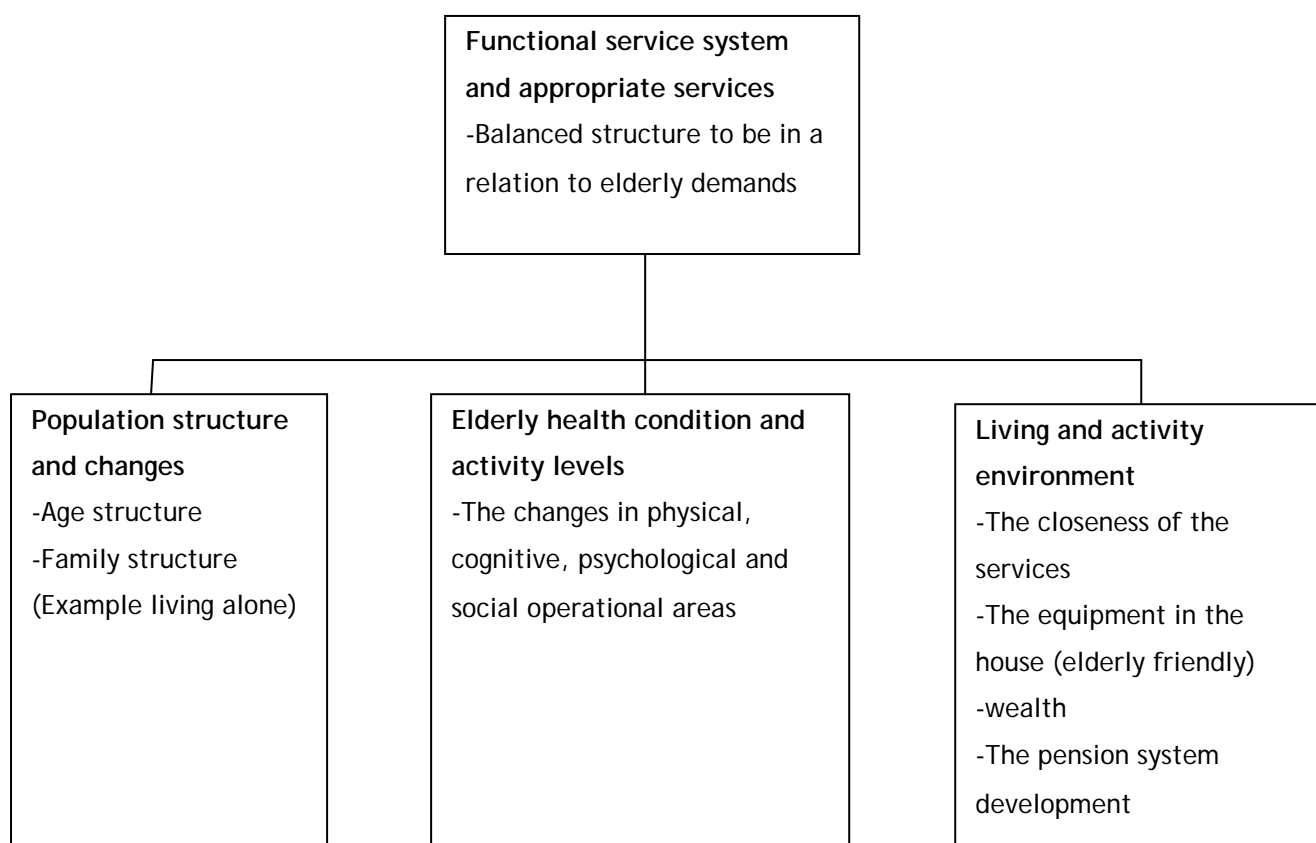 Functional service system
and appropriate services
-Balanced structure to be in a
relation to elderly demands
Population structure
and changes
-Age structure
-Family structure
(Example living alone)
Elderly health condition and
activity levels
-The changes in physical,
cognitive, psychological and
social operational areas
Living and activity
environment
-The closeness of the
services
-The equipment in the
house (elderly friendly)
-wealth
-The pension system
development